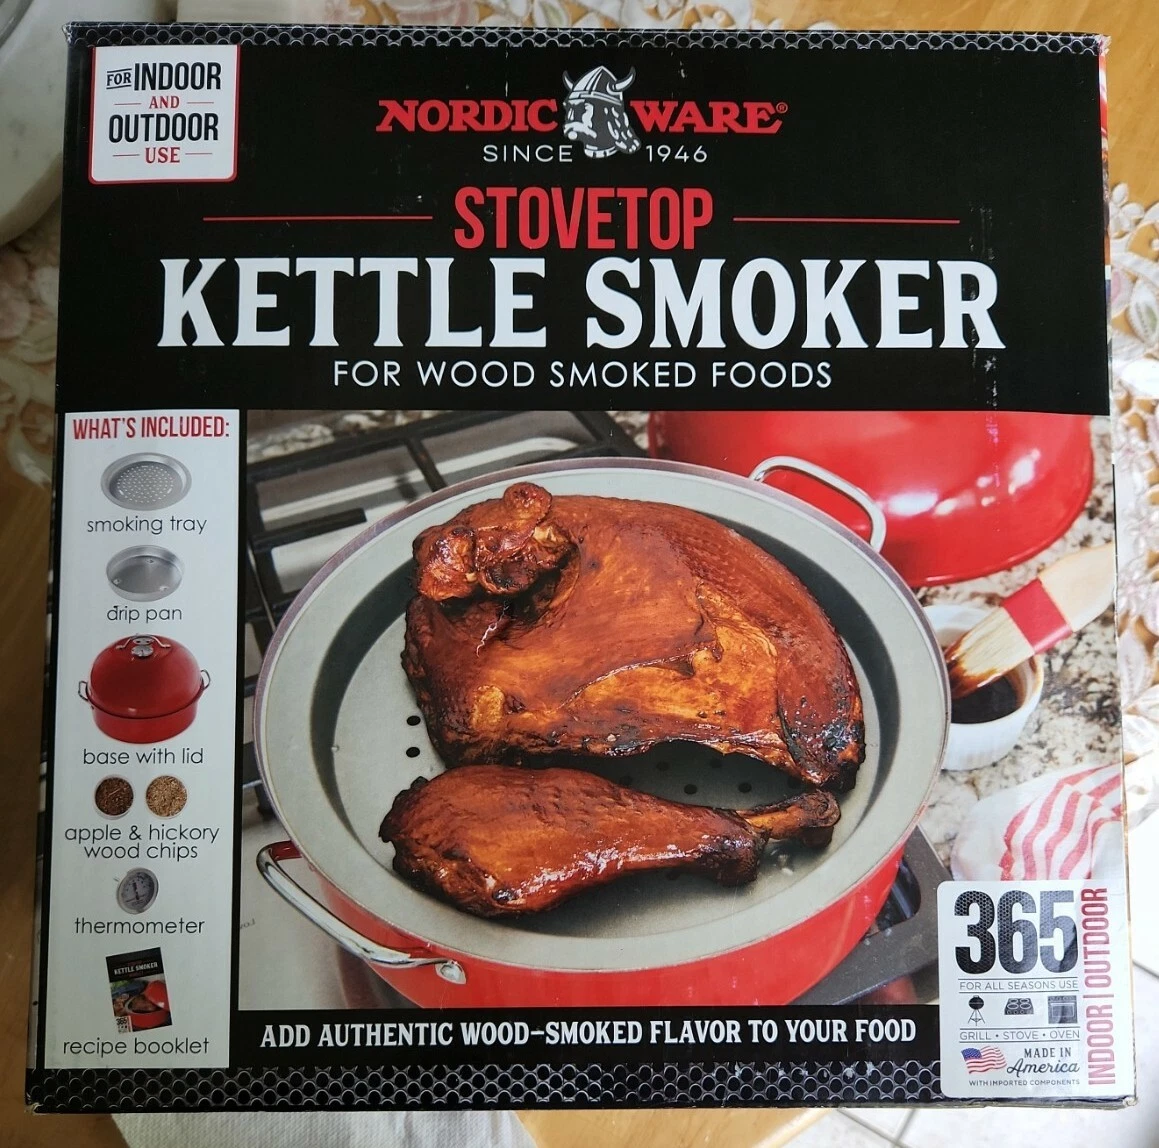 FOR INDOOR
AND
OUTDOOR
USE
NORDIC WARE®
SINCE 1946
STOVETOP
KETTLE SMOKER
FOR WOOD SMOKED FOODS
WHAT'S INCLUDED:
smoking tray
drip pan
base with lid
apple & hickory
wood chips
thermometer
KETTLE SMOKER
recipe booklet
ADD AUTHENTIC WOOD-SMOKED FLAVOR TO YOUR FOOD
365
FOR ALL SEASONS USE
GRILL • STOVE • OVEN
MADE IN
America
WITH IMPORTED COMPONENTS
INDOOR | OUTDOOR